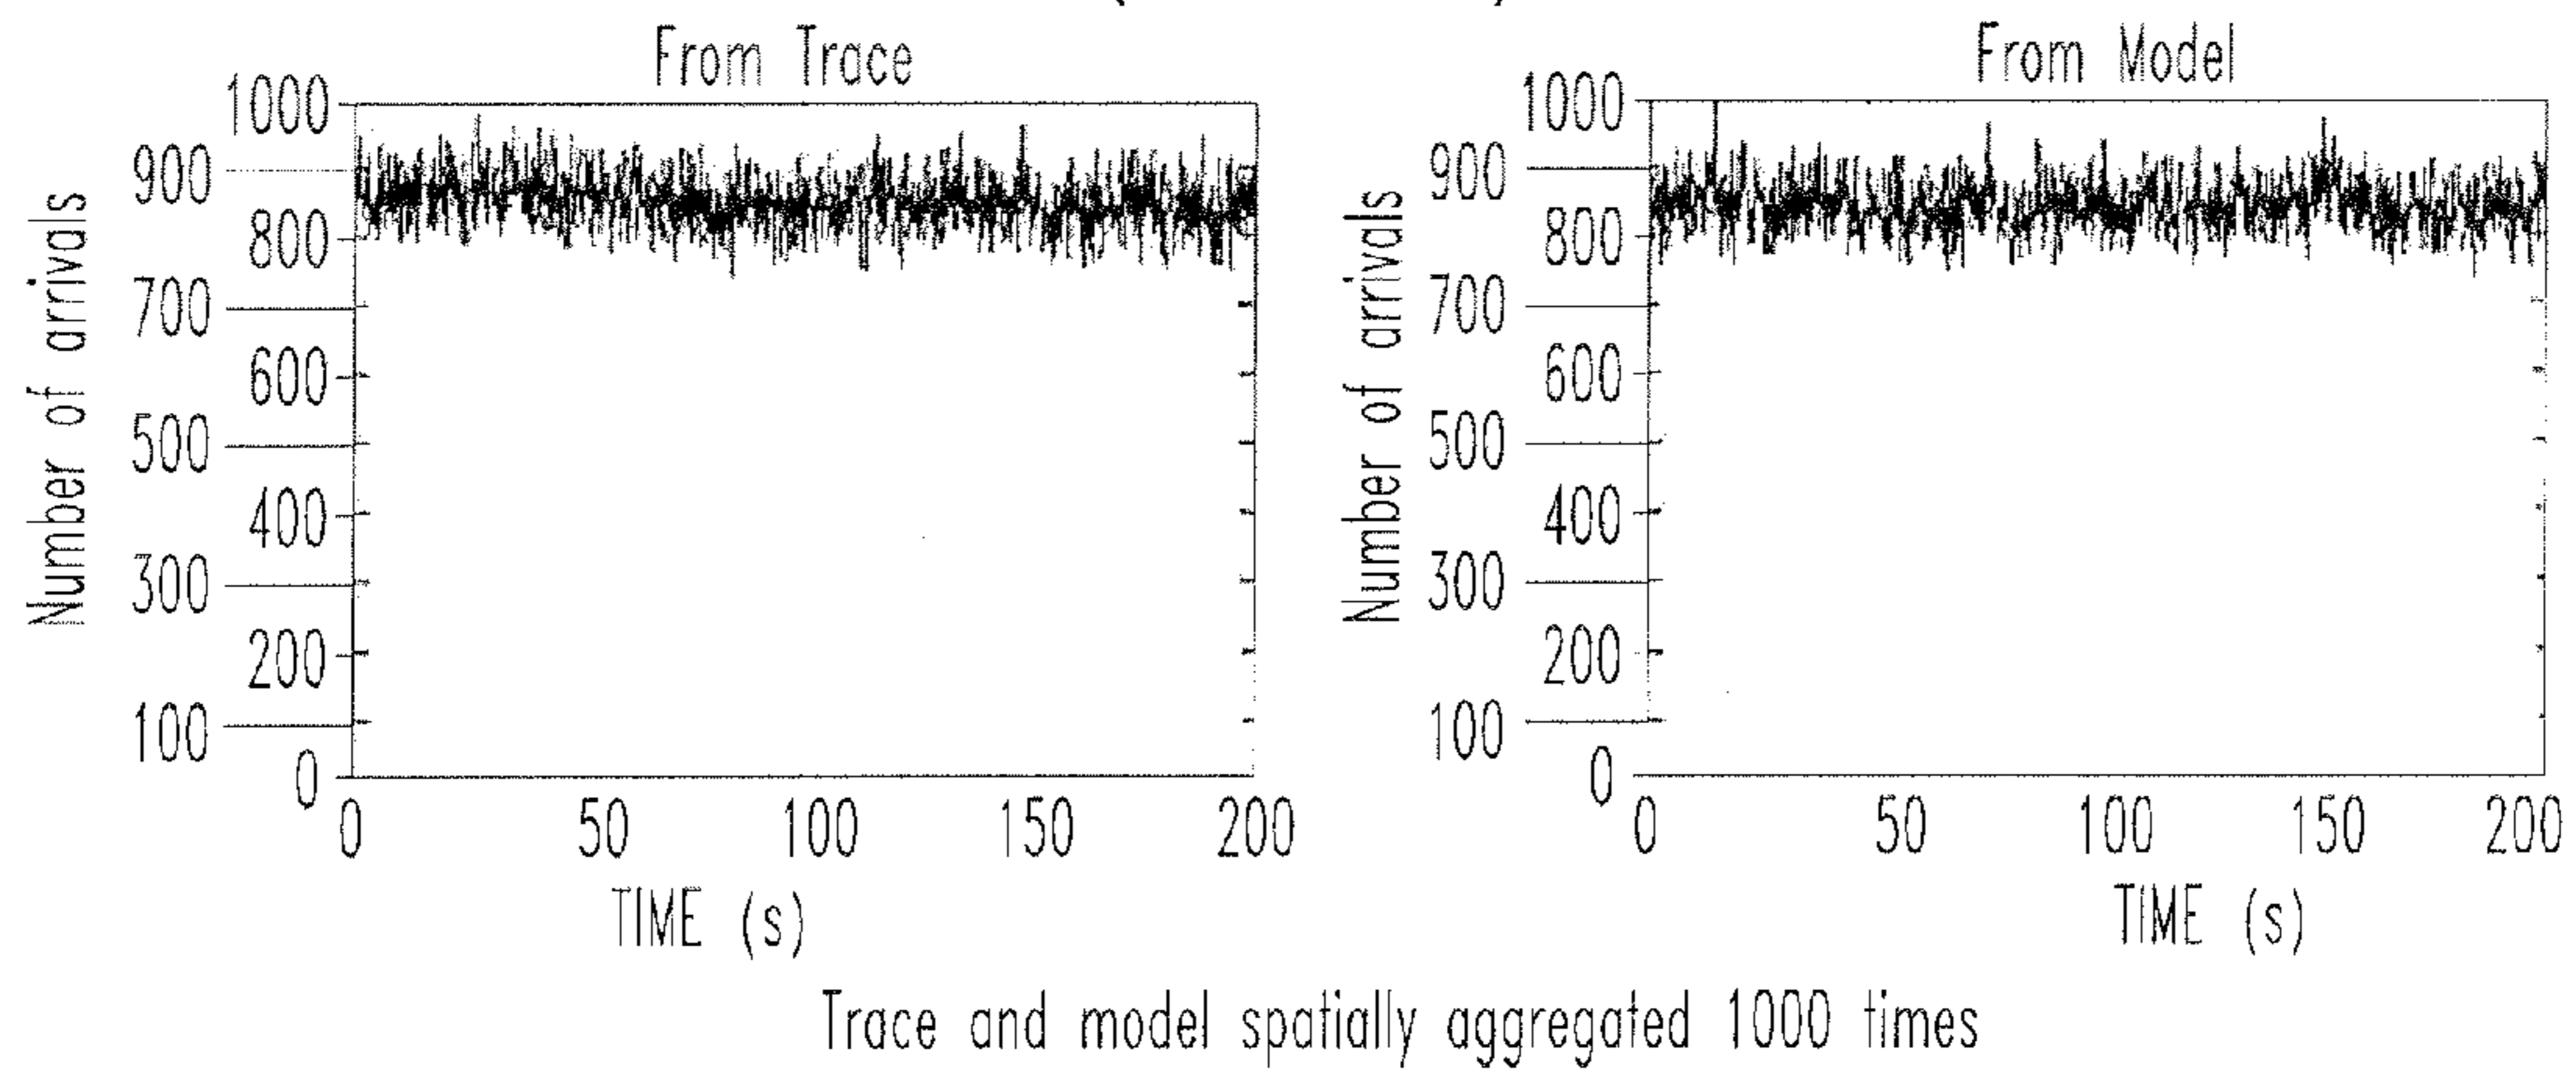 From Trace
1000
900
800
700
600
500
400
300
200
100
0
Number of arrivals
0 50 100 150 200
TIME (s)
From Model
1000
900
800
700
600
500
400
300
200
100
0
Number of arrivals
0 50 100 150 200
TIME (s)
Trace and model spatially aggregated 1000 times